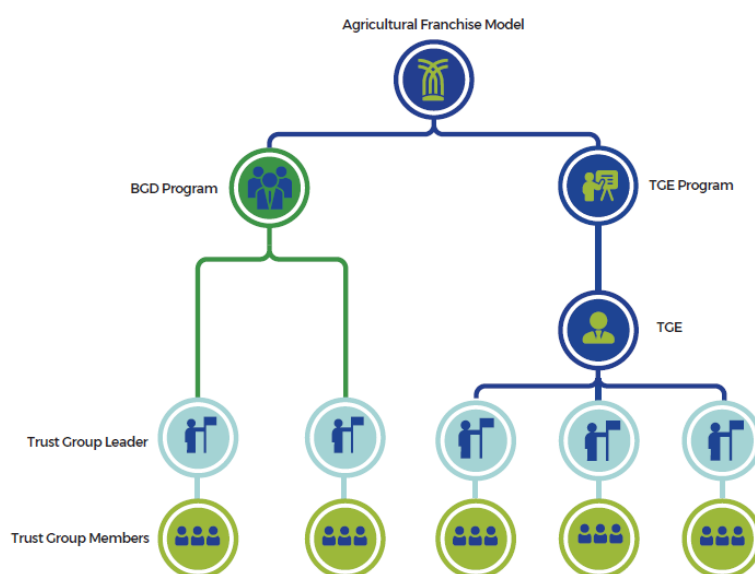 Agricultural Franchise Model
BGD Program
TGE Program
TGE
Trust Group Leader
Trust Group Members